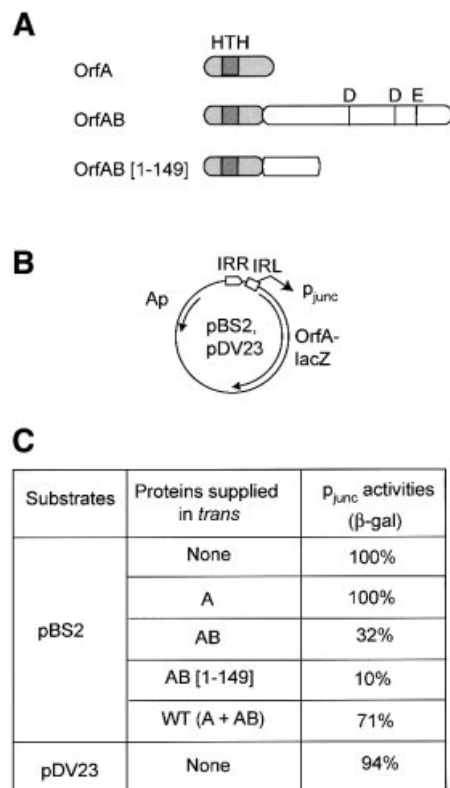 A
HTH
OrfA
D D E
OrfAB
OrfAB [1-149]
B
IRR IRL
Pjunc
Ap
pBS2,
pDV23
OrfA-
lacZ
C
Substrates
Proteins supplied
in trans
Pjunc activities
(β-gal)
pBS2
None
100%
A
100%
AB
32%
AB [1-149]
10%
WT (A + AB)
71%
pDV23
None
94%